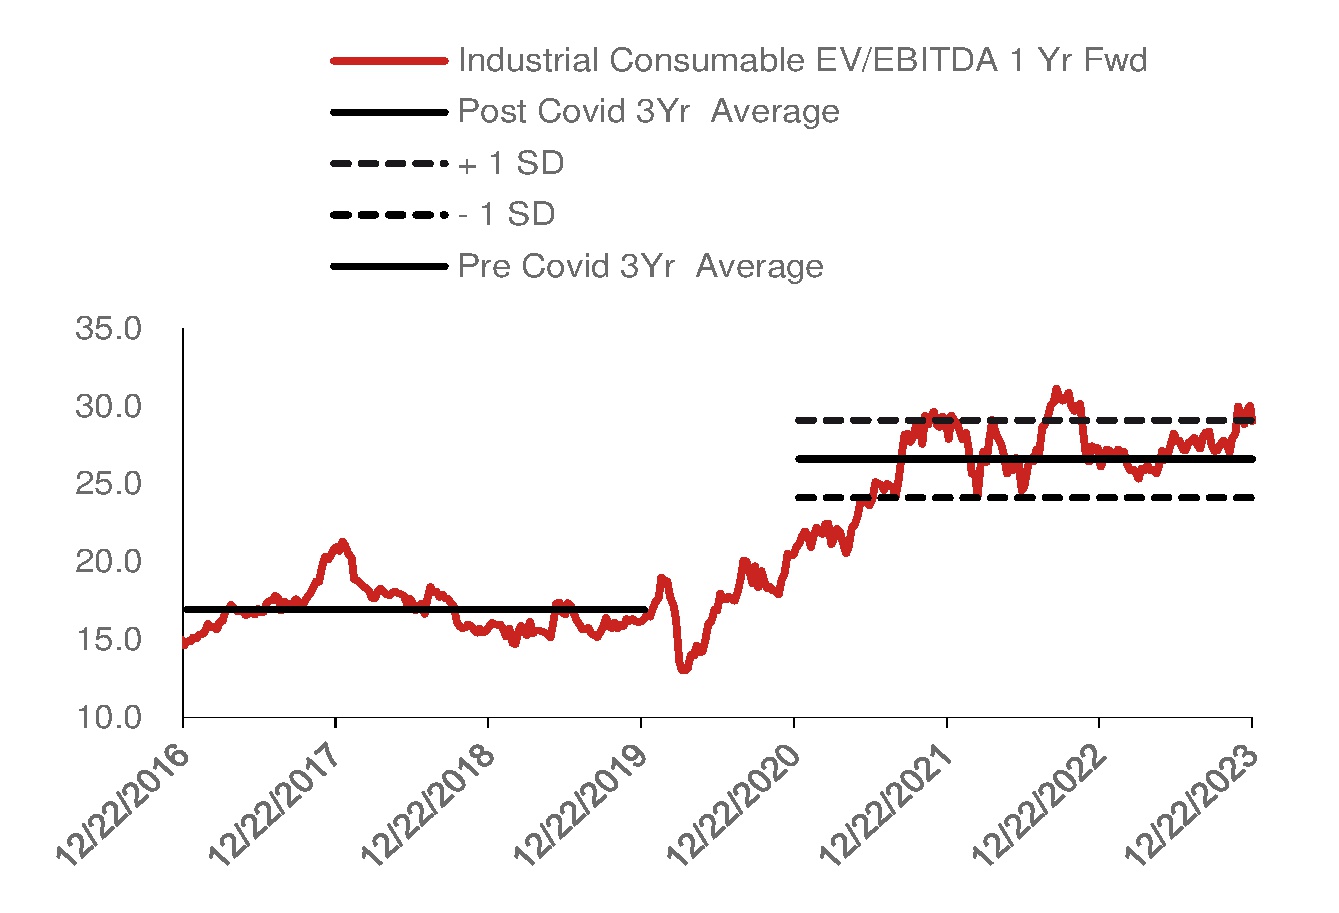 Industrial Consumable EV/EBITDA 1 Yr Fwd
Post Covid 3Yr  Average
+ 1 SD
- 1 SD
Pre Covid 3Yr  Average
35.0
30.0
25.0
20.0
15.0
10.0
12/22/2016
12/22/2017
12/22/2018
12/22/2019
12/22/2020
12/22/2021
12/22/2022
12/22/2023